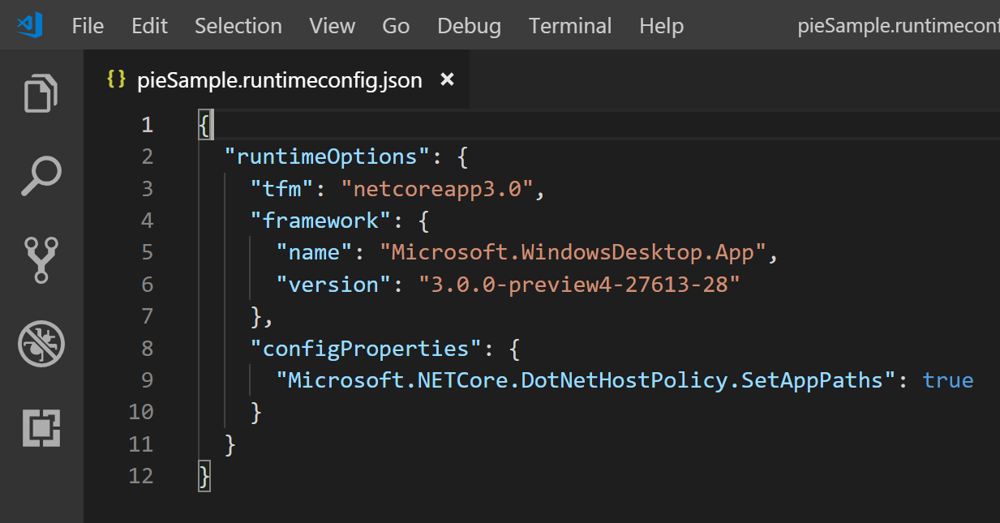 File Edit Selection View Go Debug Terminal Help pieSample.runtimeconf
{} pieSample.runtimeconfig.json ×
1 {
2 "runtimeOptions": {
3 "tfm": "netcoreapp3.0",
4 "framework": {
5 "name": "Microsoft.WindowsDesktop.App",
6 "version": "3.0.0-preview4-27613-28"
7 },
8 "configProperties": {
9 "Microsoft.NETCore.DotNetHostPolicy.SetAppPaths": true
10 }
11 }
12 }